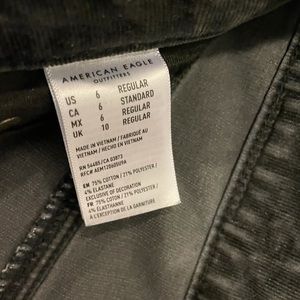 AMERICAN EAGLE
OUTFITTERS
US 6 REGULAR
CA 6 STANDARD
MX 6 REGULAR
UK 10 REGULAR
MADE IN VIETNAM / FABRIQUÉ AU
VIETNAM / HECHO EN VIETNAM
RN 54485/CA 03873
EN 75% COTTON / 21% POLYESTER/
4% ELASTHANE
EXCLUSIVE OF DECORATION
FR 75% COTON / 21% POLYESTER/
4% ÉLASTHANNE
À L'EXCEPTION DE LA GARNITURE